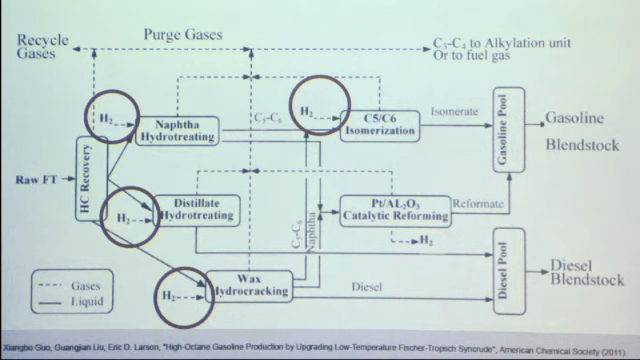 Recycle
Gases
Purge Gases
C₃-C₄ to Alkylation unit
Or to fuel gas
H₂
Naphtha
Hydrotreating
C₅-C₆
H₂
C5/C6
Isomerization
Isomerate
Gasoline Pool
Gasoline
Blendstock
Raw FT
HC Recovery
H₂
Distillate
Hydrotreating
C₅-C₆
Naphtha
Pt/AL₂O₃
Catalytic Reforming
Reformate
H₂
Gases
Liquid
H₂
Wax
Hydrocracking
Diesel
Diesel Pool
Diesel
Blendstock
Xiangbo Guo, Guangjian Liu, Eric D. Larson, "High-Octane Gasoline Production by Upgrading Low-Temperature Fischer-Tropsch Syncrude", American Chemical Society (2011).